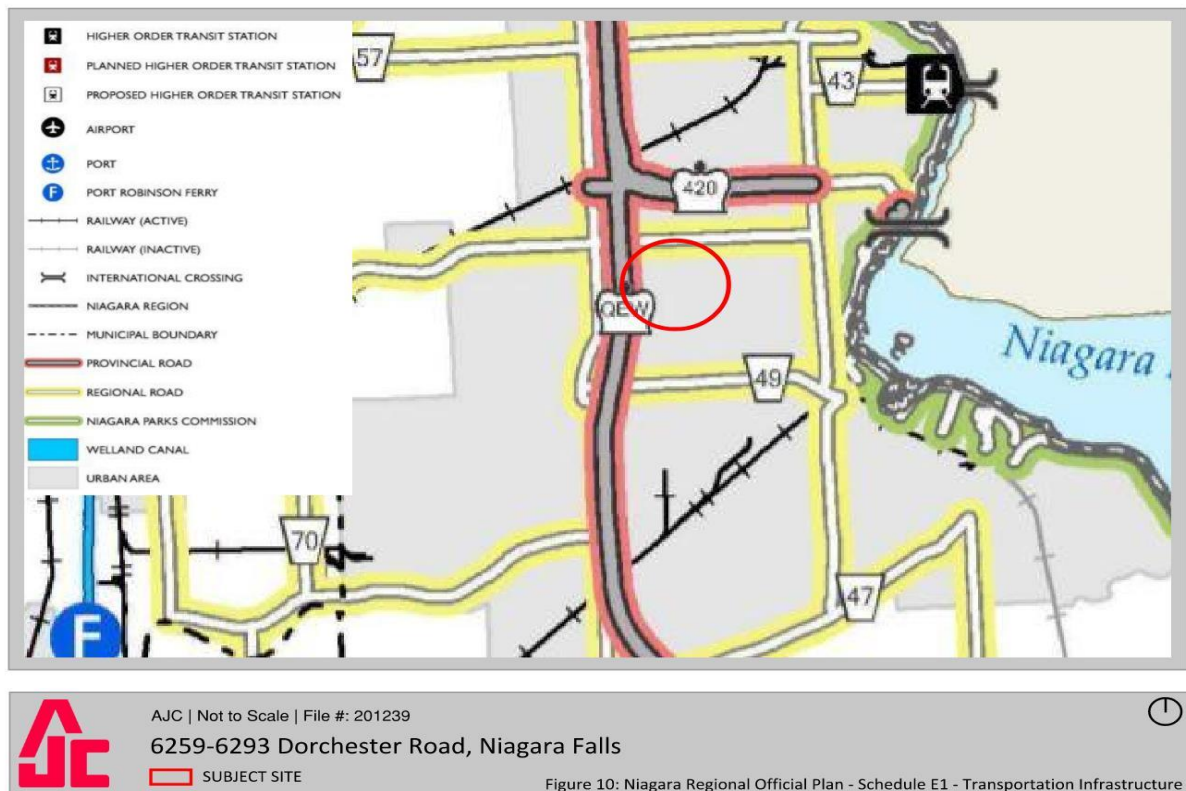 HIGHER ORDER TRANSIT STATION
PLANNED HIGHER ORDER TRANSIT STATION
PROPOSED HIGHER ORDER TRANSIT STATION
AIRPORT
PORT
F PORT ROBINSON FERRY
RAILWAY (ACTIVE)
RAILWAY (INACTIVE)
INTERNATIONAL CROSSING
NIAGARA REGION
MUNICIPAL BOUNDARY
PROVINCIAL ROAD
REGIONAL ROAD
NIAGARA PARKS COMMISSION
WELLAND CANAL
URBAN AREA
57
43
420
QEW
Niagara
49
70
47
F
AJC
AJC | Not to Scale | File #: 201239
6259-6293 Dorchester Road, Niagara Falls
SUBJECT SITE
Figure 10: Niagara Regional Official Plan - Schedule E1 - Transportation Infrastructure